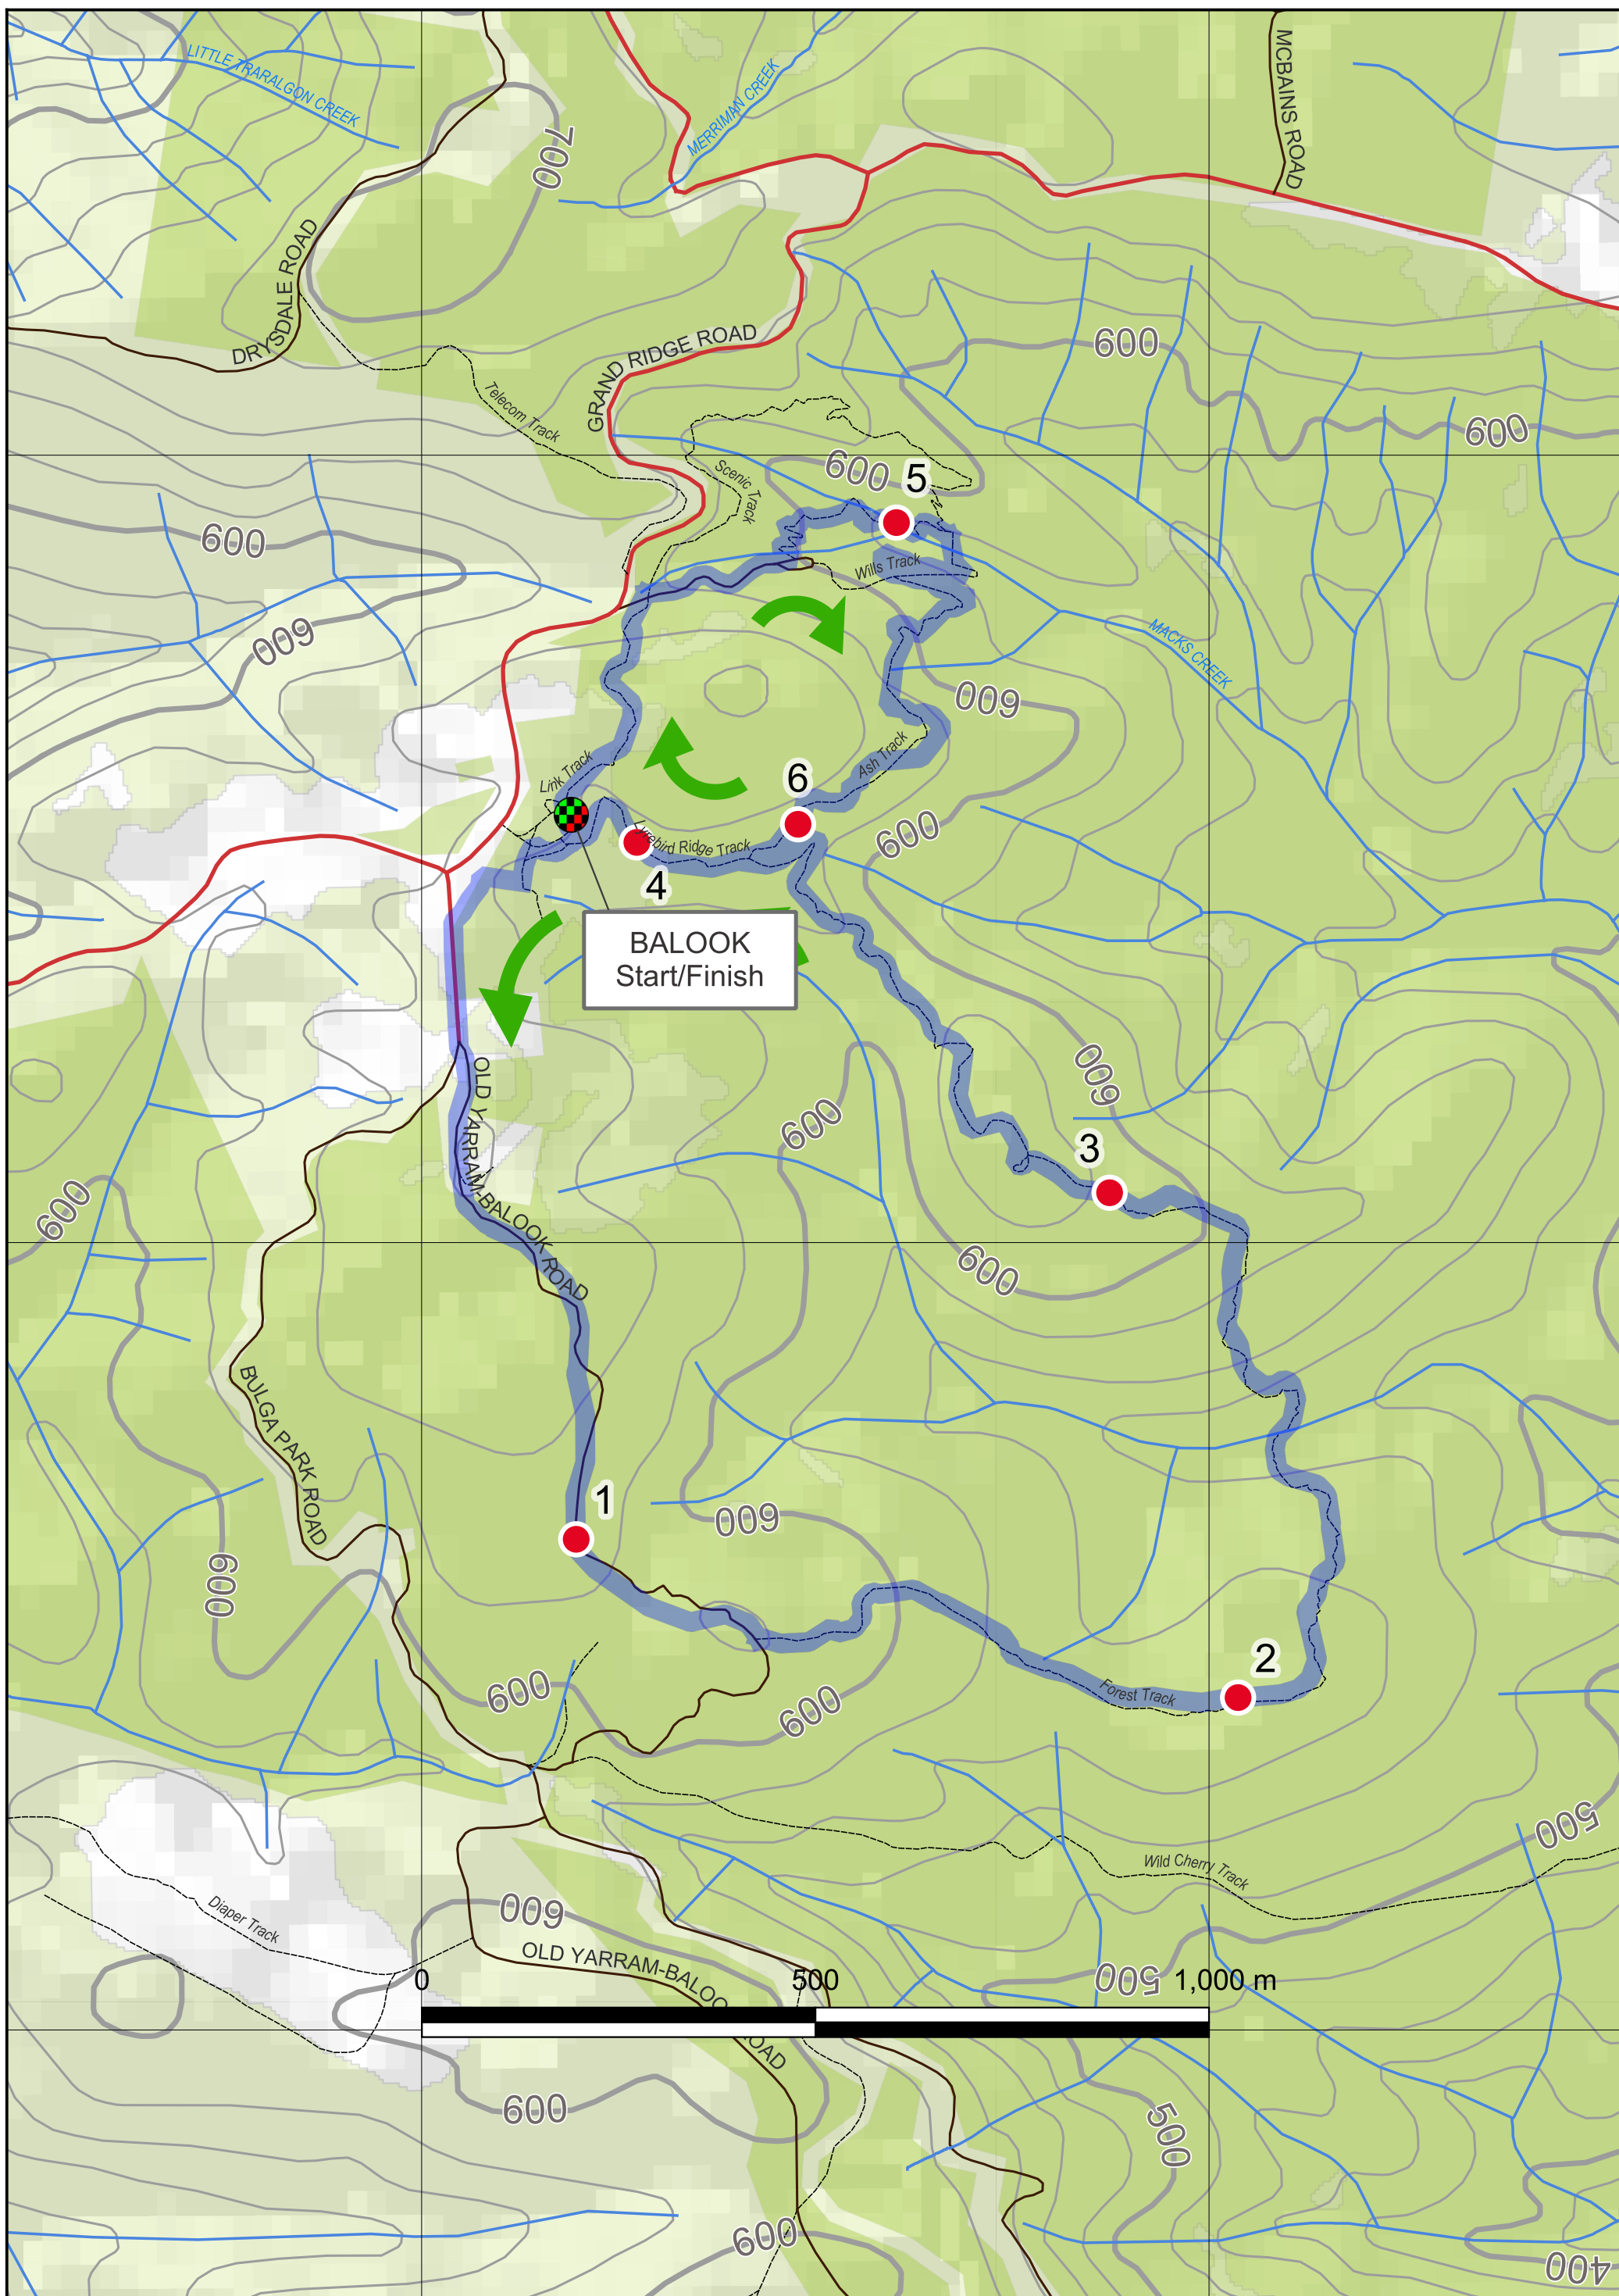 LITTLE TRARALGON CREEK
MERRIMAN CREEK
MCBAINS ROAD
700
DRYSDALE ROAD
GRAND RIDGE ROAD
600
Telecom Track
600
Scenic Track
600
5
600
Wills Track
600
MACKS CREEK
600
Link Track
Ash Track
6
600
Lyrebird Ridge Track
4
BALOOK
Start/Finish
OLD YARRAM-BALOOK ROAD
600
600
3
600
600
BULGA PARK ROAD
1
600
600
2
600
600
Forest Track
500
Wild Cherry Track
Diaper Track
600
OLD YARRAM-BALOOK ROAD
0
500
1,000 m
500
600
500
600
400